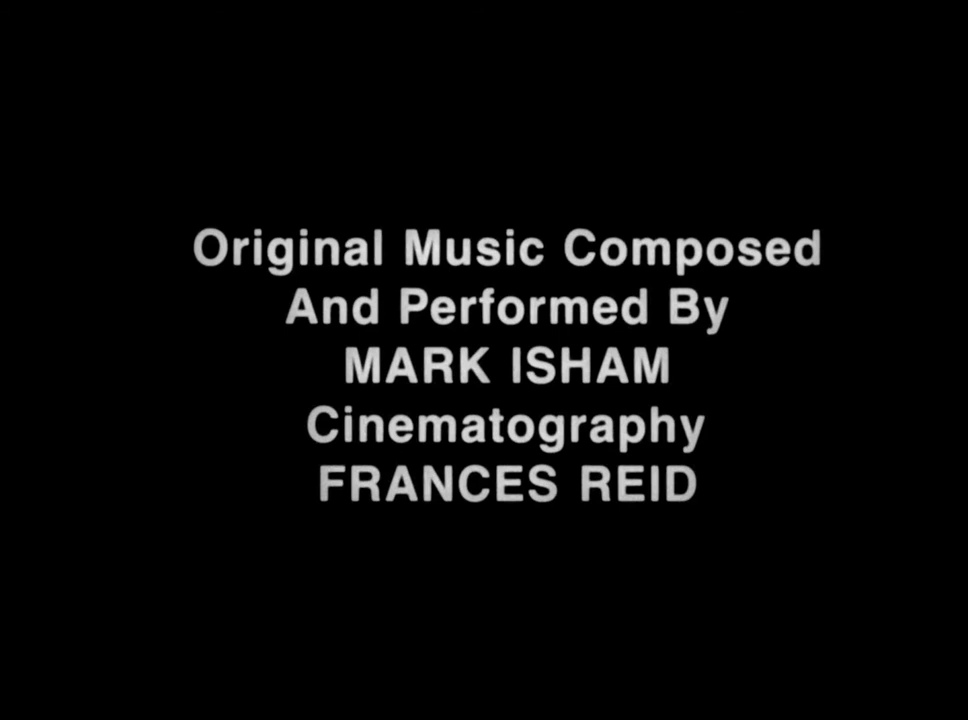 Original Music Composed
And Performed By
MARK ISHAM
Cinematography
FRANCES REID